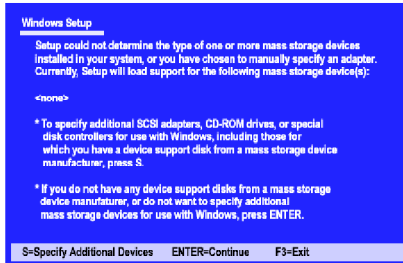 Windows Setup
Setup could not determine the type of one or more mass storage devices
installed in your system, or you have chosen to manually specify an adapter.
Currently, Setup will load support for the following mass storage device(s):
<none>
* To specify additional SCSI adapters, CD-ROM drives, or special
disk controllers for use with Windows, including those for
which you have a device support disk from a mass storage device
manufacturer, press S.
* If you do not have any device support disks from a mass storage
device manufaturer, or do not want to specify additional
mass storage devices for use with Windows, press ENTER.
S=Specify Additional Devices ENTER=Continue F3=Exit